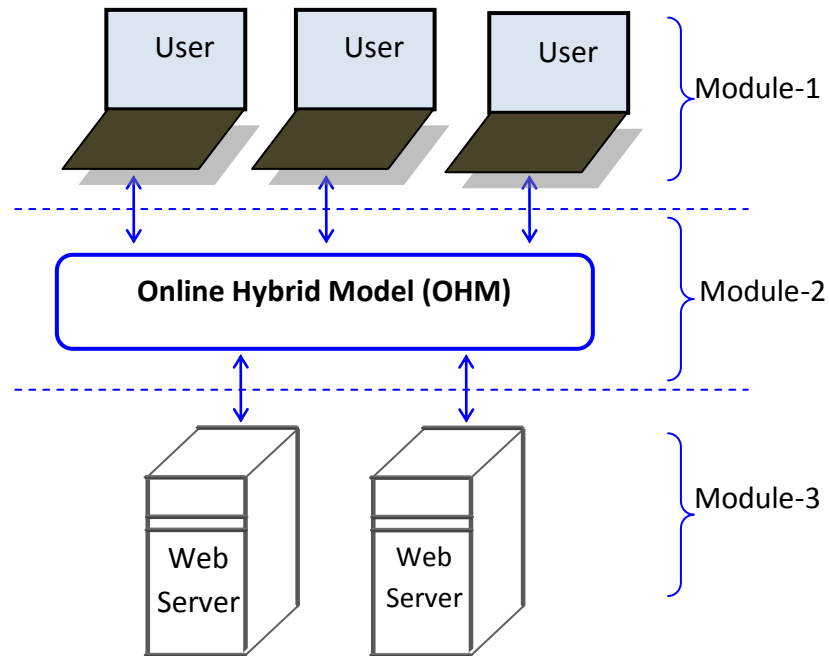 User
User
User
Module-1
Online Hybrid Model (OHM)
Module-2
Module-3
Web
Server
Web
Server